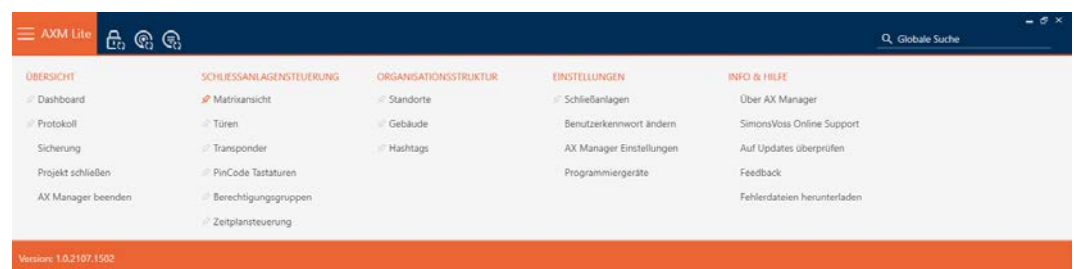 AXM Lite
Globale Suche
ÜBERSICHT
Dashboard
Protokoll
Sicherung
Projekt schließen
AX Manager beenden
SCHLIESSANLAGENSTEUERUNG
Matrixansicht
Türen
Transponder
PinCode Tastaturen
Berechtigungsgruppen
Zeitplansteuerung
ORGANISATIONSSTRUKTUR
Standorte
Gebäude
Hashtags
EINSTELLUNGEN
Schließanlagen
Benutzerkennwort ändern
AX Manager Einstellungen
Programmiergeräte
INFO & HILFE
Über AX Manager
SimonsVoss Online Support
Auf Updates überprüfen
Feedback
Fehlerdateien herunterladen
Version: 1.0.2107.1502